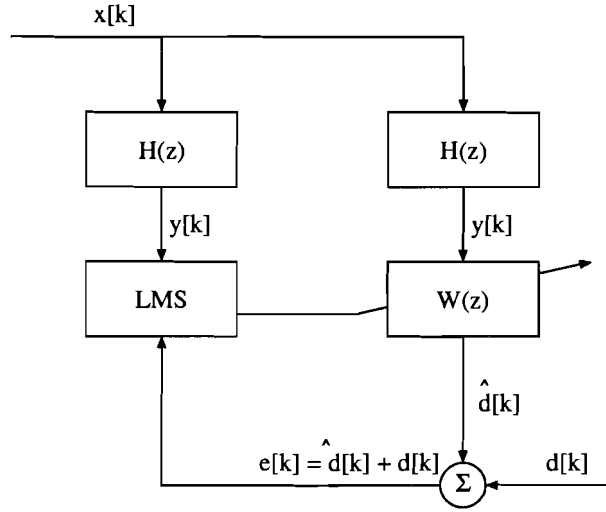 x[k]
H(z) H(z)
y[k] y[k]
LMS W(z)
d̂[k]
e[k] = d̂[k] + d[k] Σ d[k]